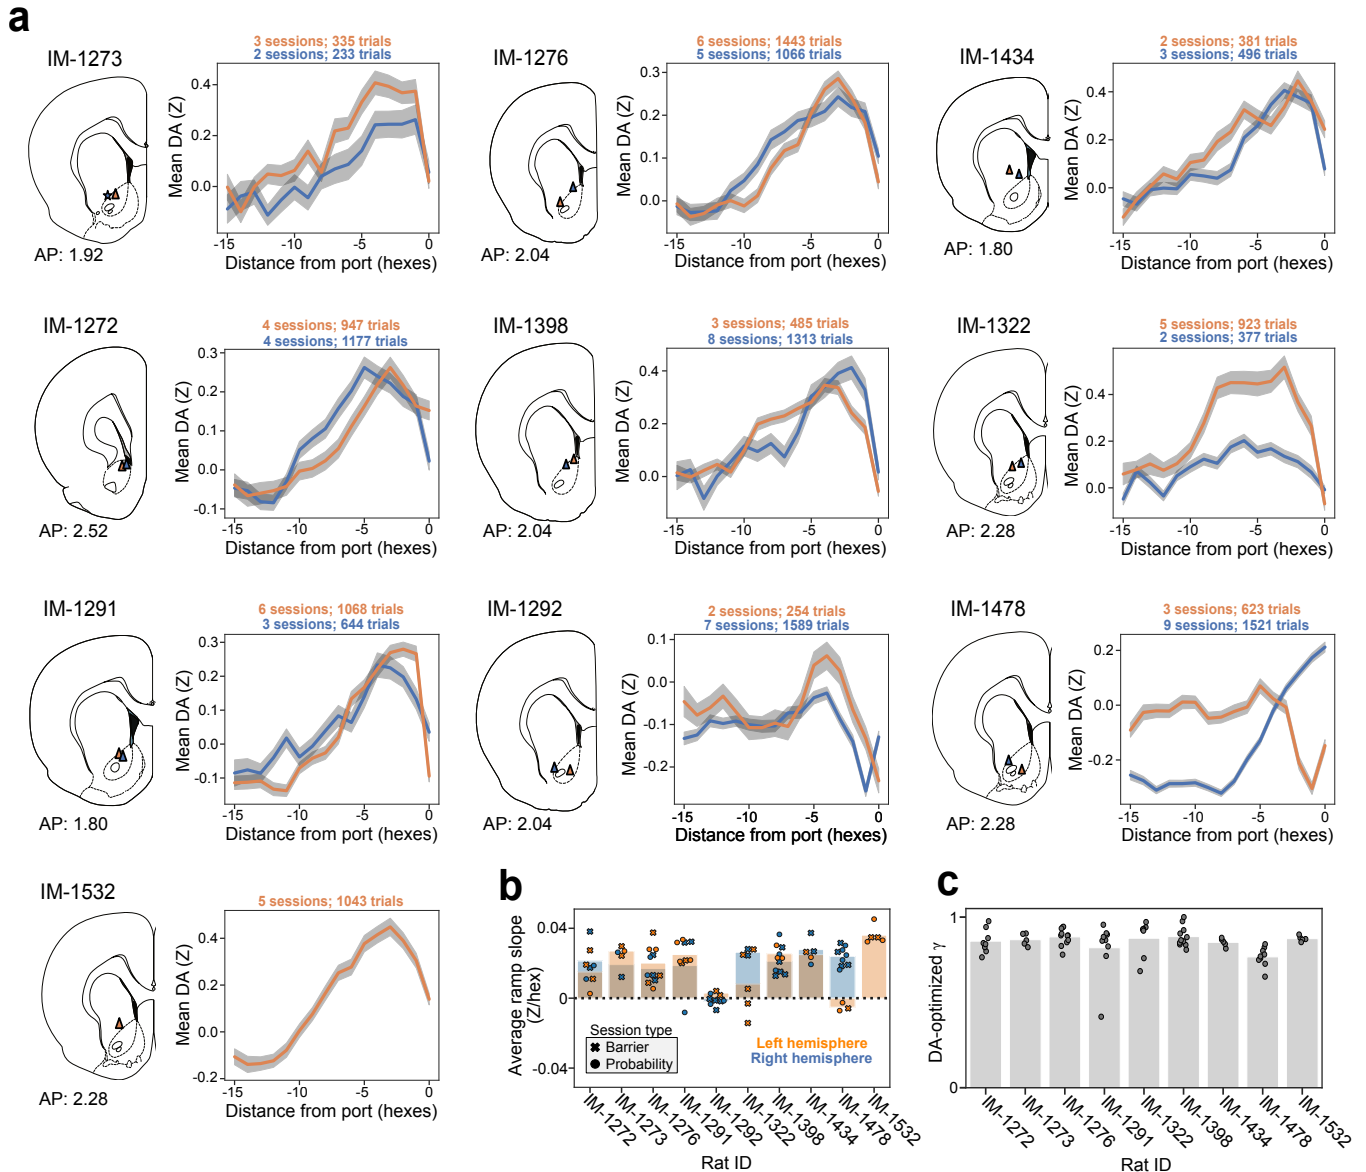 a
IM-1273
3 sessions; 335 trials
2 sessions; 233 trials
Mean DA (Z)
0.4
0.2
0.0
-15
-10
-5
0
Distance from port (hexes)
AP: 1.92
IM-1276
6 sessions; 1443 trials
5 sessions; 1066 trials
Mean DA (Z)
0.3
0.2
0.1
0.0
-15
-10
-5
0
Distance from port (hexes)
AP: 2.04
IM-1434
2 sessions; 381 trials
3 sessions; 496 trials
Mean DA (Z)
0.4
0.2
0.0
-15
-10
-5
0
Distance from port (hexes)
AP: 1.80
IM-1272
4 sessions; 947 trials
4 sessions; 1177 trials
Mean DA (Z)
0.3
0.2
0.1
0.0
-0.1
-15
-10
-5
0
Distance from port (hexes)
AP: 2.52
IM-1398
3 sessions; 485 trials
8 sessions; 1313 trials
Mean DA (Z)
0.4
0.2
0.0
-15
-10
-5
0
Distance from port (hexes)
AP: 2.04
IM-1322
5 sessions; 923 trials
2 sessions; 377 trials
Mean DA (Z)
0.4
0.2
0.0
-15
-10
-5
0
Distance from port (hexes)
AP: 2.28
IM-1291
6 sessions; 1068 trials
3 sessions; 644 trials
Mean DA (Z)
0.3
0.2
0.1
0.0
-0.1
-15
-10
-5
0
Distance from port (hexes)
AP: 1.80
IM-1292
2 sessions; 254 trials
7 sessions; 1589 trials
Mean DA (Z)
0.1
0.0
-0.1
-0.2
-15
-10
-5
0
Distance from port (hexes)
AP: 2.04
IM-1478
3 sessions; 623 trials
9 sessions; 1521 trials
Mean DA (Z)
0.2
0.0
-0.2
-15
-10
-5
0
Distance from port (hexes)
AP: 2.28
IM-1532
5 sessions; 1043 trials
Mean DA (Z)
0.4
0.2
0.0
-0.2
-15
-10
-5
0
Distance from port (hexes)
AP: 2.28
b
Average ramp slope
(Z/hex)
0.04
0
-0.04
Session type
Barrier
Probability
Left hemisphere
Right hemisphere
IM-1272
IM-1273
IM-1276
IM-1291
IM-1292
IM-1322
IM-1398
IM-1434
IM-1478
IM-1532
Rat ID
c
DA-optimized γ
1
0
IM-1272
IM-1273
IM-1276
IM-1291
IM-1322
IM-1398
IM-1434
IM-1478
IM-1532
Rat ID